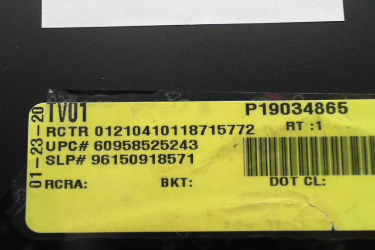 TV01 P19034865
RCTR 01210410118715772 RT :1
UPC# 60958525243
SLP# 96150918571
RCRA: BKT: DOT CL:
01-23-20